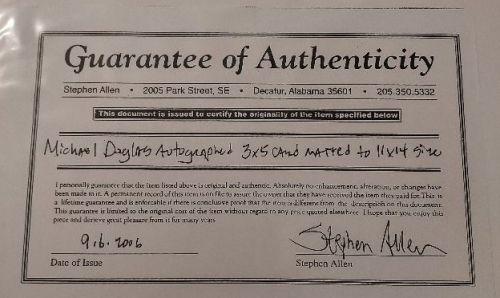 Guarantee of Authenticity
Stephen Allen • 2005 Park Street, SE • Decatur, Alabama 35601 • 205.350.5332
This document is issued to certify the originality of the item specified below
Michael Douglas Autographed 3x5 card matted to 11x14 size
I personally guarantee that the item listed above is original and authentic. Absolutely no enhancement, alteration, or changes have
been made to it. A permanent record of this item is on file to assure the owner that they have received the item they paid for. This is
a lifetime guarantee and is enforceable if there is conclusive proof that the item is different from the description on this document.
This guarantee is limited to the original cost of the item without regard to any price quoted elsewhere. I hope that you enjoy this
piece and derive great pleasure from it for many years.
9.6.2006 Stephen Allen
Date of Issue Stephen Allen